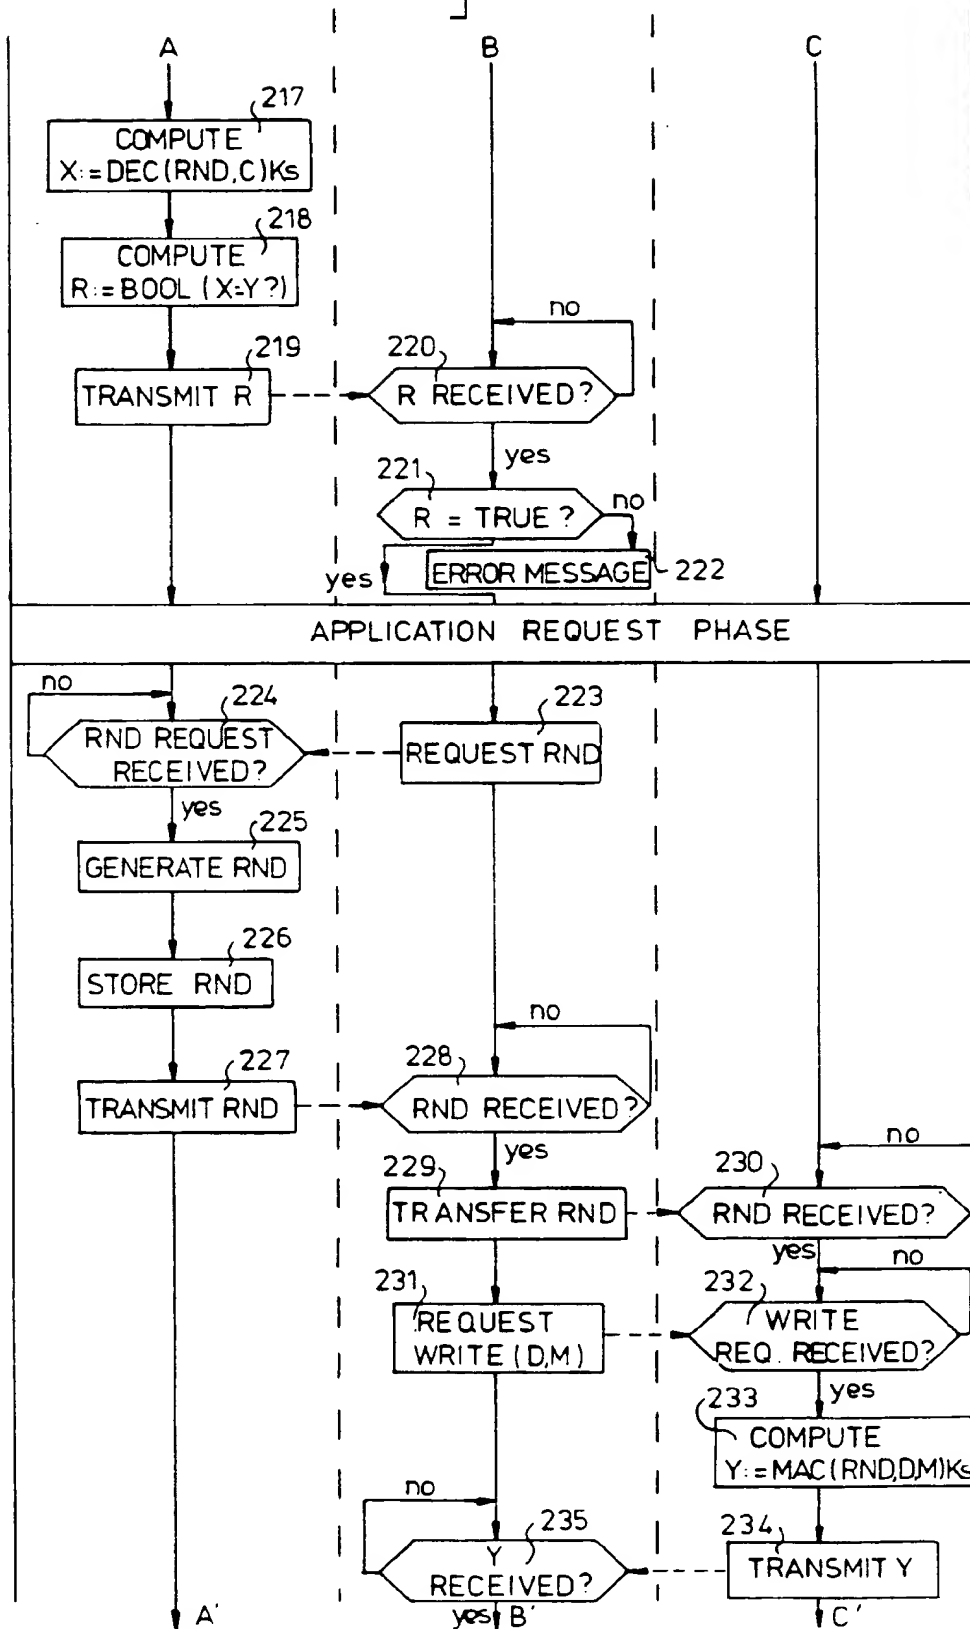 A B C
217
COMPUTE
X:=DEC(RND,C)Ks
218
COMPUTE
R:=BOOL (X=Y?)
no
219
TRANSMIT R
220
R RECEIVED?
yes
221
R = TRUE ?
no
yes
ERROR MESSAGE
222
APPLICATION REQUEST PHASE
no
224
RND REQUEST
RECEIVED?
223
REQUEST RND
yes
225
GENERATE RND
226
STORE RND
no
227
TRANSMIT RND
228
RND RECEIVED?
yes
no
229
TRANSFER RND
230
RND RECEIVED?
yes
no
231
REQUEST
WRITE (D,M)
232
WRITE
REQ. RECEIVED?
yes
233
COMPUTE
Y:=MAC(RND,D,M)Ks
no
235
Y
RECEIVED?
234
TRANSMIT Y
yes
A' B' C'